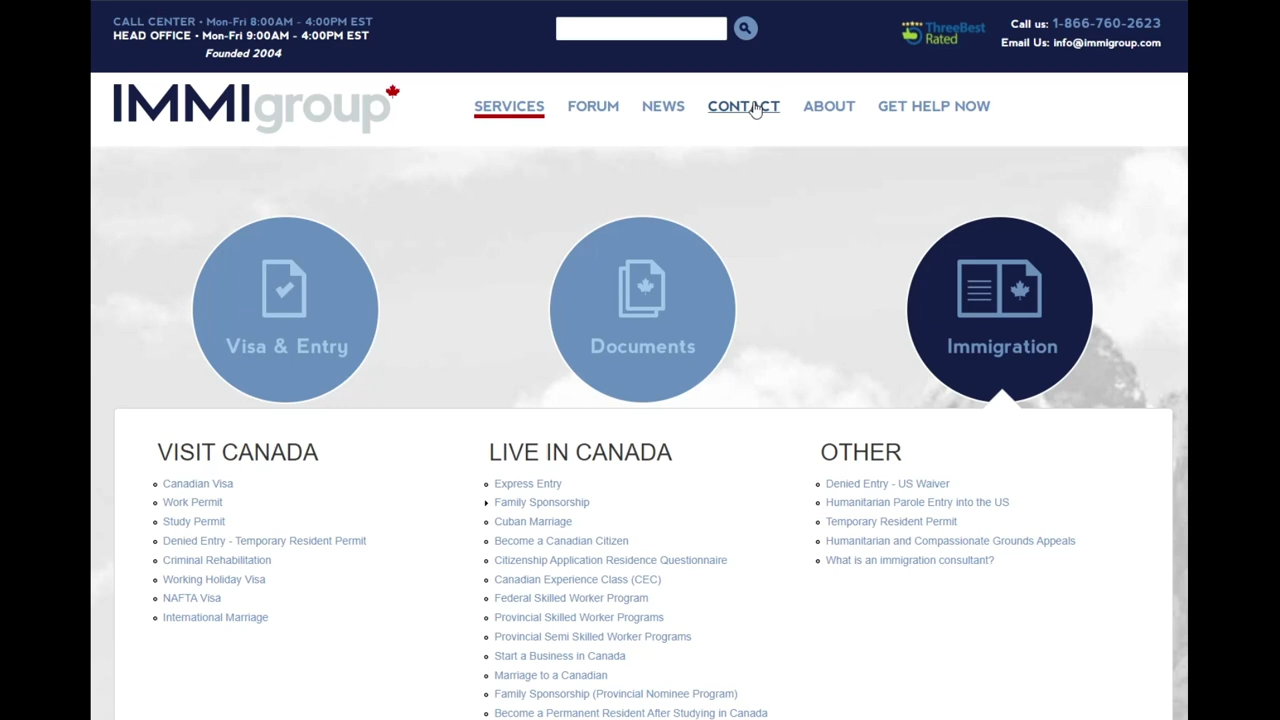 CALL CENTER • Mon-Fri 8:00AM - 4:00PM EST
HEAD OFFICE • Mon-Fri 9:00AM - 4:00PM EST
Founded 2004
ThreeBest
Rated
Call us: 1-866-760-2623
Email Us: info@immigroup.com
IMMIgroup
SERVICES FORUM NEWS CONTACT ABOUT GET HELP NOW
Visa & Entry
Documents
Immigration
VISIT CANADA
Canadian Visa
Work Permit
Study Permit
Denied Entry - Temporary Resident Permit
Criminal Rehabilitation
Working Holiday Visa
NAFTA Visa
International Marriage
LIVE IN CANADA
Express Entry
Family Sponsorship
Cuban Marriage
Become a Canadian Citizen
Citizenship Application Residence Questionnaire
Canadian Experience Class (CEC)
Federal Skilled Worker Program
Provincial Skilled Worker Programs
Provincial Semi Skilled Worker Programs
Start a Business in Canada
Marriage to a Canadian
Family Sponsorship (Provincial Nominee Program)
Become a Permanent Resident After Studying in Canada
OTHER
Denied Entry - US Waiver
Humanitarian Parole Entry into the US
Temporary Resident Permit
Humanitarian and Compassionate Grounds Appeals
What is an immigration consultant?